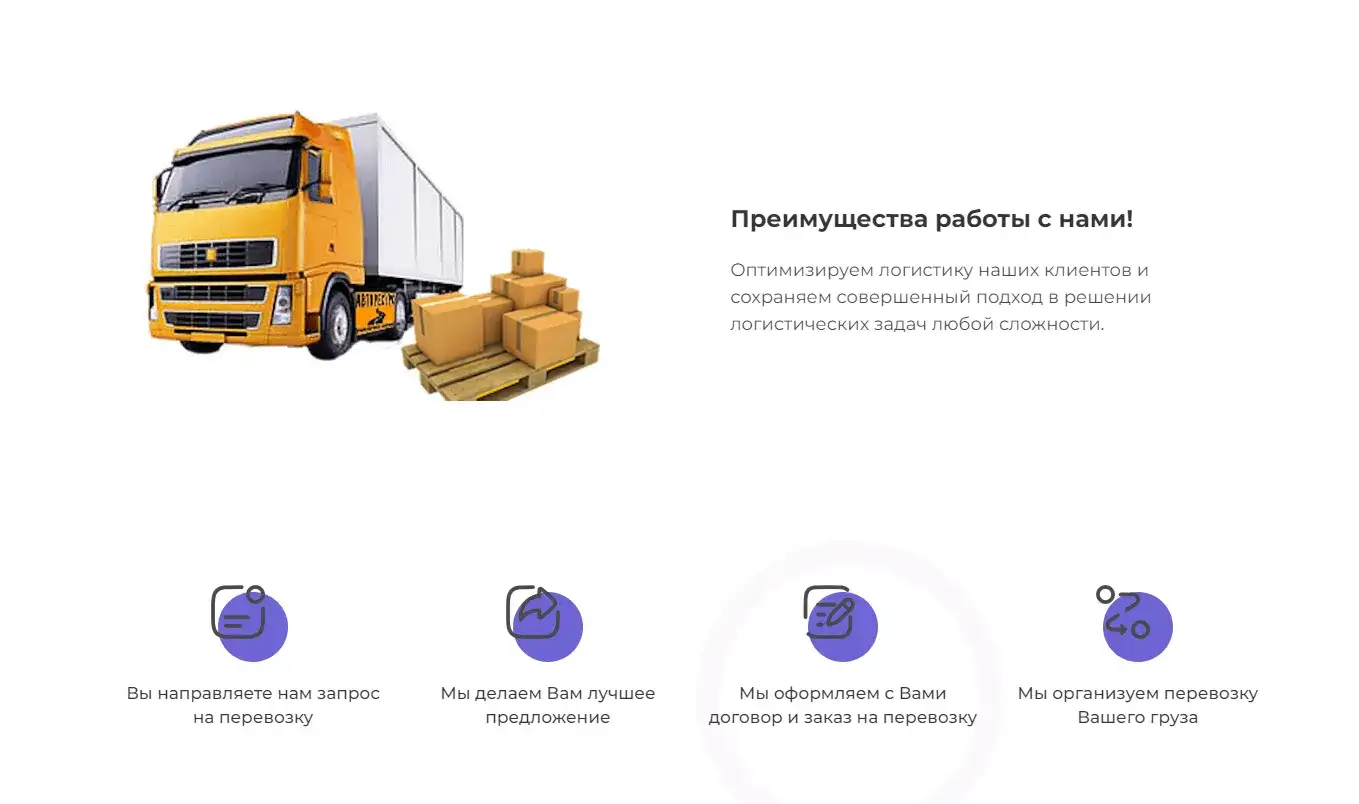 АВТОРЕСУРС
Преимущества работы с нами!
Оптимизируем логистику наших клиентов и
сохраняем совершенный подход в решении
логистических задач любой сложности.
Вы направляете нам запрос
на перевозку
Мы делаем Вам лучшее
предложение
Мы оформляем с Вами
договор и заказ на перевозку
Мы организуем перевозку
Вашего груза